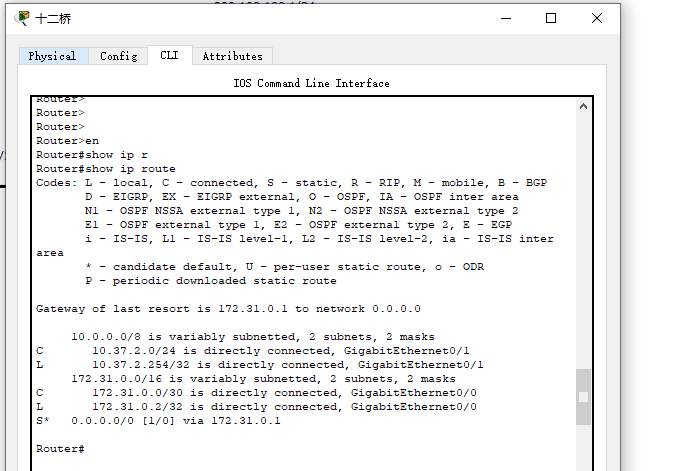 十二桥
Physical Config CLI Attributes
IOS Command Line Interface
Router>
Router>
Router>
Router>en
Router#show ip r
Router#show ip route
Codes: L - local, C - connected, S - static, R - RIP, M - mobile, B - BGP
D - EIGRP, EX - EIGRP external, O - OSPF, IA - OSPF inter area
N1 - OSPF NSSA external type 1, N2 - OSPF NSSA external type 2
E1 - OSPF external type 1, E2 - OSPF external type 2, E - EGP
i - IS-IS, L1 - IS-IS level-1, L2 - IS-IS level-2, ia - IS-IS inter
area
* - candidate default, U - per-user static route, o - ODR
P - periodic downloaded static route
Gateway of last resort is 172.31.0.1 to network 0.0.0.0
10.0.0.0/8 is variably subnetted, 2 subnets, 2 masks
C 10.37.2.0/24 is directly connected, GigabitEthernet0/1
L 10.37.2.254/32 is directly connected, GigabitEthernet0/1
172.31.0.0/16 is variably subnetted, 2 subnets, 2 masks
C 172.31.0.0/30 is directly connected, GigabitEthernet0/0
L 172.31.0.2/32 is directly connected, GigabitEthernet0/0
S* 0.0.0.0/0 [1/0] via 172.31.0.1
Router#